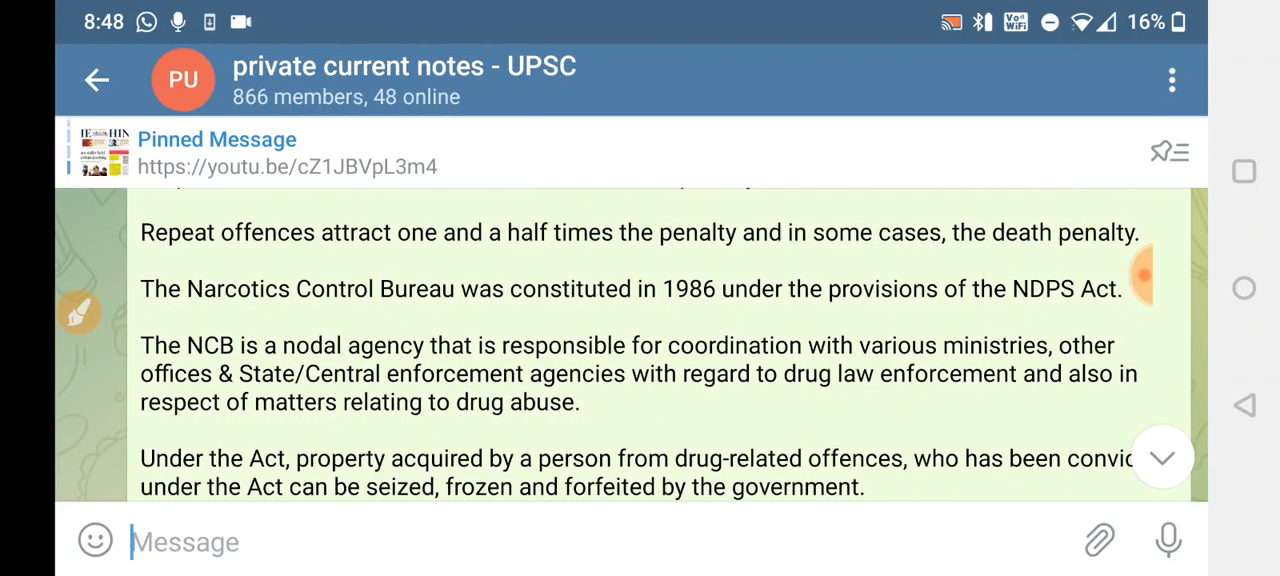 8:48
16%
PU
private current notes - UPSC
866 members, 48 online
Pinned Message
https://youtu.be/cZ1JBVpL3m4
Repeat offences attract one and a half times the penalty and in some cases, the death penalty.
The Narcotics Control Bureau was constituted in 1986 under the provisions of the NDPS Act.
The NCB is a nodal agency that is responsible for coordination with various ministries, other
offices & State/Central enforcement agencies with regard to drug law enforcement and also in
respect of matters relating to drug abuse.
Under the Act, property acquired by a person from drug-related offences, who has been convic
under the Act can be seized, frozen and forfeited by the government.
Message